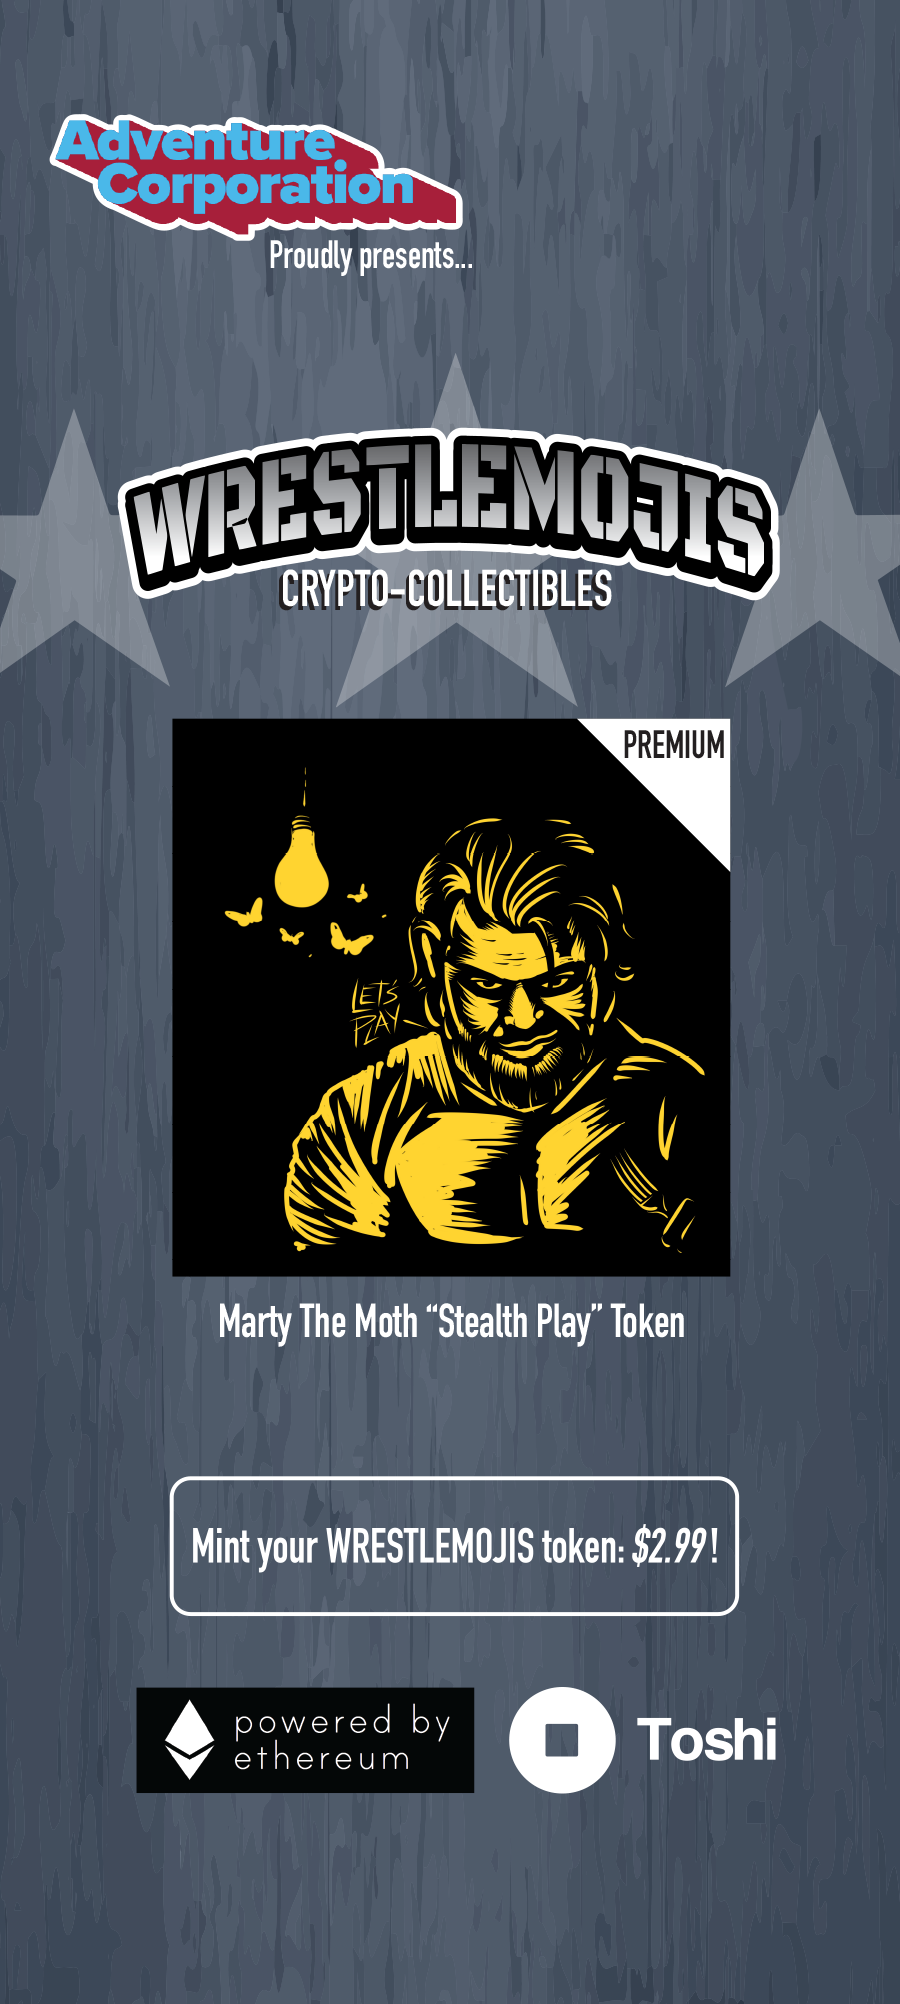 Adventure
Corporation
Proudly presents...
WRESTLEMOJIS
CRYPTO-COLLECTIBLES
PREMIUM
LET'S
PLAY
Marty The Moth “Stealth Play” Token
Mint your WRESTLEMOJIS token: $2.99!
powered by
ethereum
Toshi